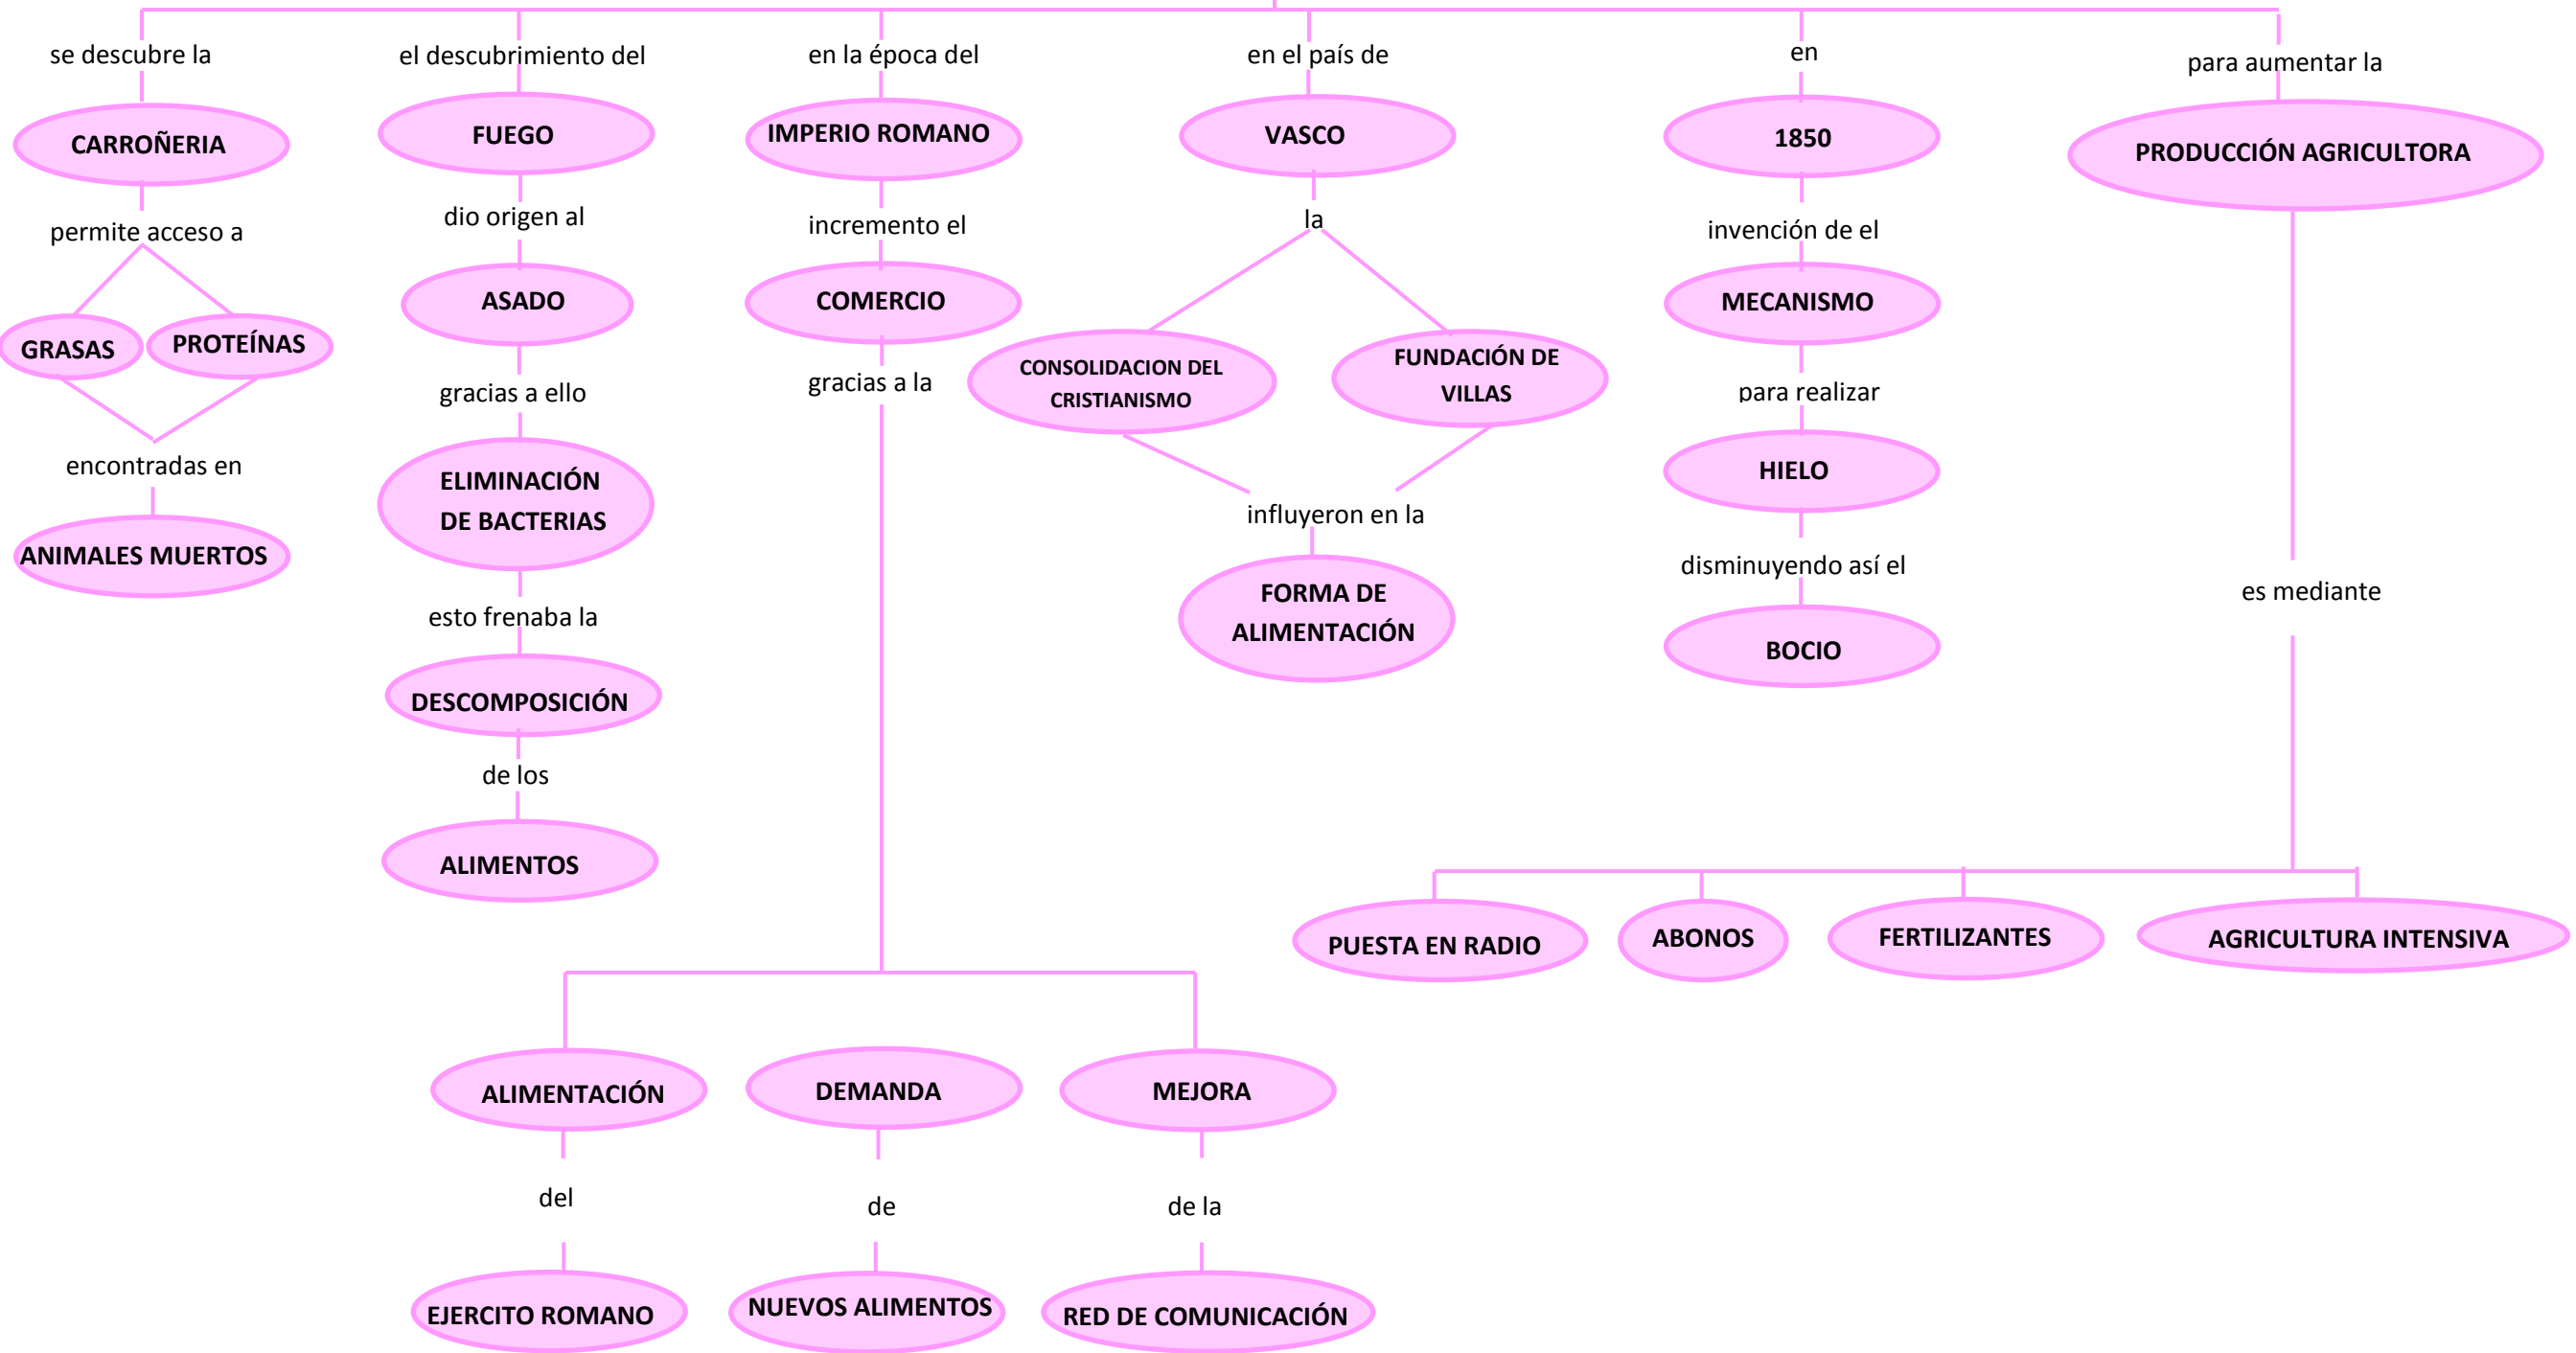 se descubre la
CARROÑERIA
permite acceso a
GRASAS
PROTEÍNAS
encontradas en
ANIMALES MUERTOS
el descubrimiento del
FUEGO
dio origen al
ASADO
gracias a ello
ELIMINACIÓN
DE BACTERIAS
esto frenaba la
DESCOMPOSICIÓN
de los
ALIMENTOS
en la época del
IMPERIO ROMANO
incremento el
COMERCIO
gracias a la
ALIMENTACIÓN
del
EJERCITO ROMANO
DEMANDA
de
NUEVOS ALIMENTOS
MEJORA
de la
RED DE COMUNICACIÓN
en el país de
VASCO
la
CONSOLIDACION DEL
CRISTIANISMO
FUNDACIÓN DE
VILLAS
influyeron en la
FORMA DE
ALIMENTACIÓN
en
1850
invención de el
MECANISMO
para realizar
HIELO
disminuyendo así el
BOCIO
para aumentar la
PRODUCCIÓN AGRICULTORA
es mediante
PUESTA EN RADIO
ABONOS
FERTILIZANTES
AGRICULTURA INTENSIVA